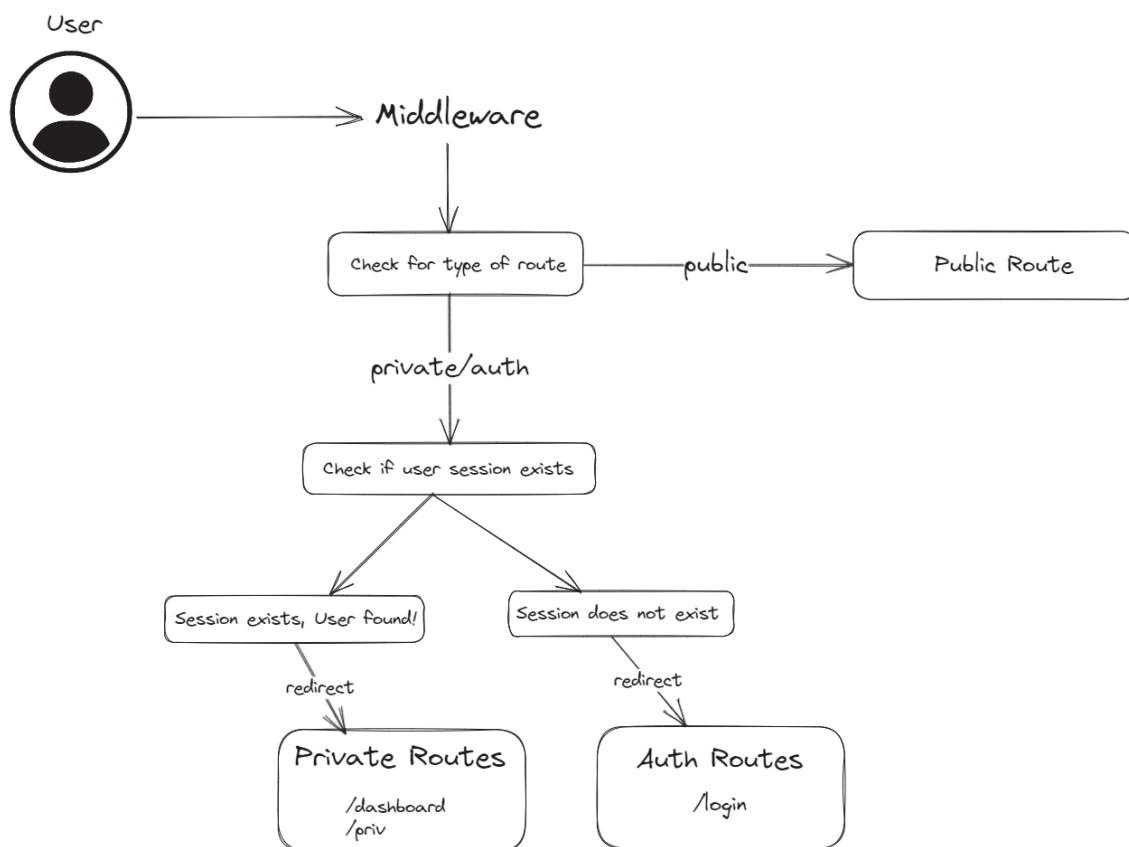 User
Middleware
Check for type of route
public
Public Route
private/auth
Check if user session exists
Session exists, User found!
Session does not exist
redirect
redirect
Private Routes
/dashboard
/priv
Auth Routes
/login